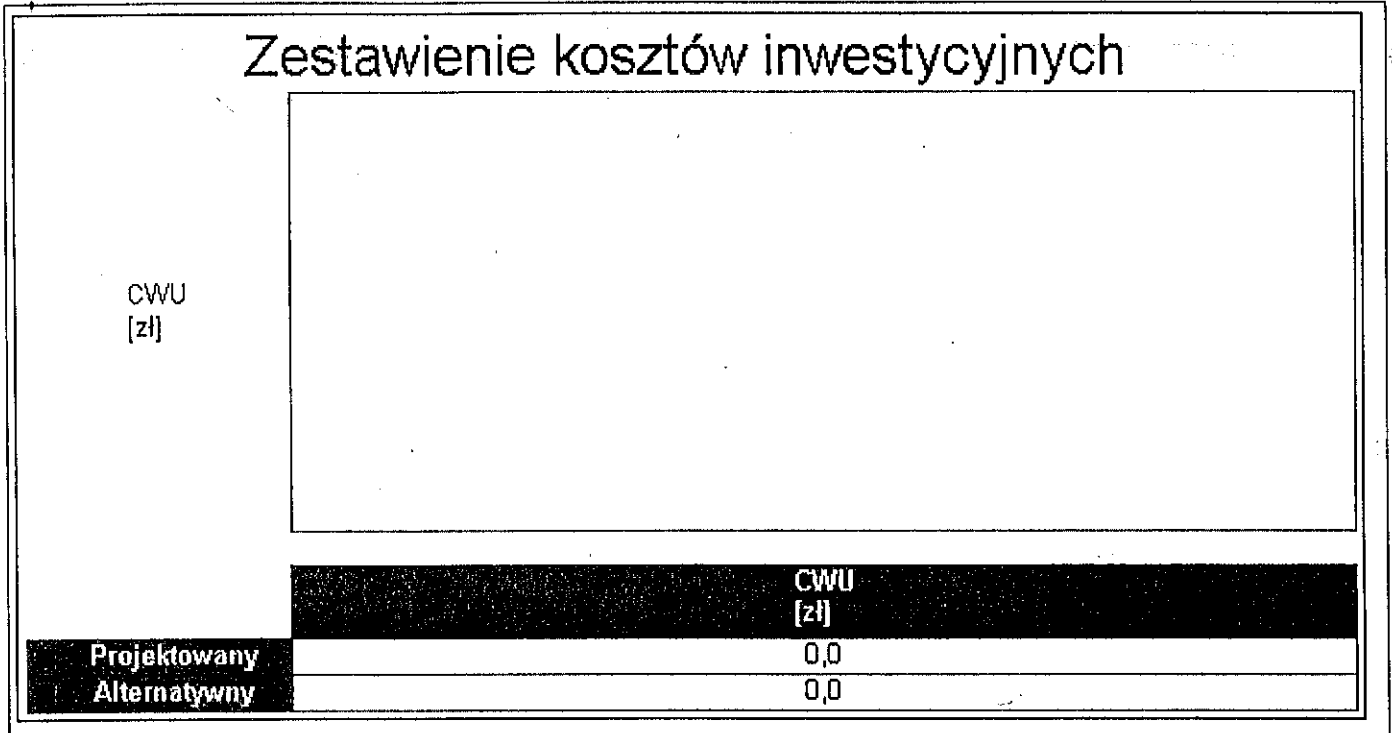 Zestawienie kosztów inwestycyjnych
CWU
[zł]
CWU
[zł]
Projektowany 0,0
Alternatywny 0,0